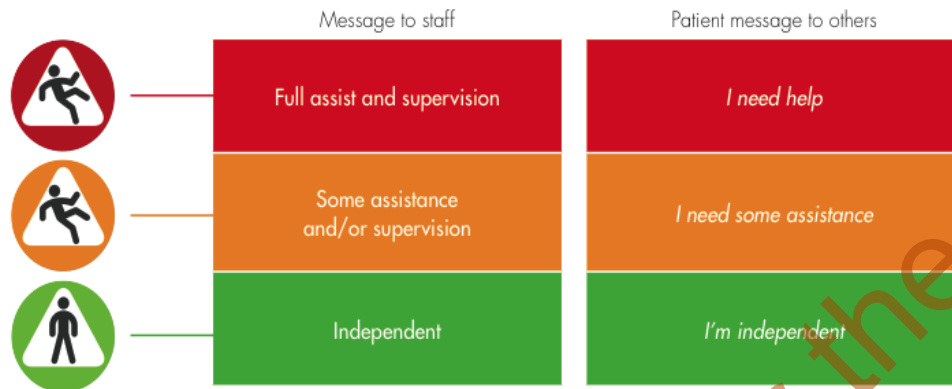 Message to staff
Patient message to others
Full assist and supervision
I need help
Some assistance
and/or supervision
I need some assistance
Independent
I'm independent
the